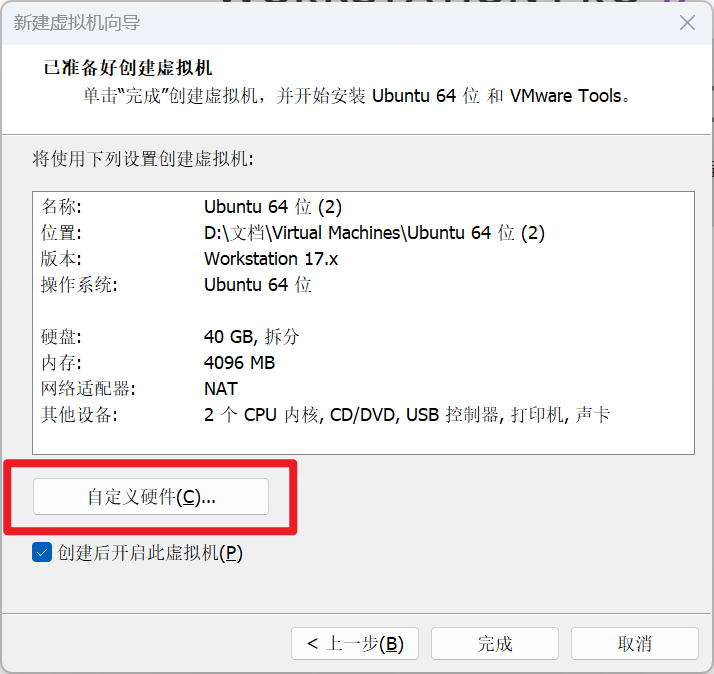 新建虚拟机向导
已准备好创建虚拟机
单击“完成”创建虚拟机，并开始安装 Ubuntu 64 位 和 VMware Tools。
将使用下列设置创建虚拟机:
名称: Ubuntu 64 位 (2)
位置: D:\文档\Virtual Machines\Ubuntu 64 位 (2)
版本: Workstation 17.x
操作系统: Ubuntu 64 位
硬盘: 40 GB, 拆分
内存: 4096 MB
网络适配器: NAT
其他设备: 2 个 CPU 内核, CD/DVD, USB 控制器, 打印机, 声卡
自定义硬件(C)...
创建后开启此虚拟机(P)
< 上一步(B) 完成 取消